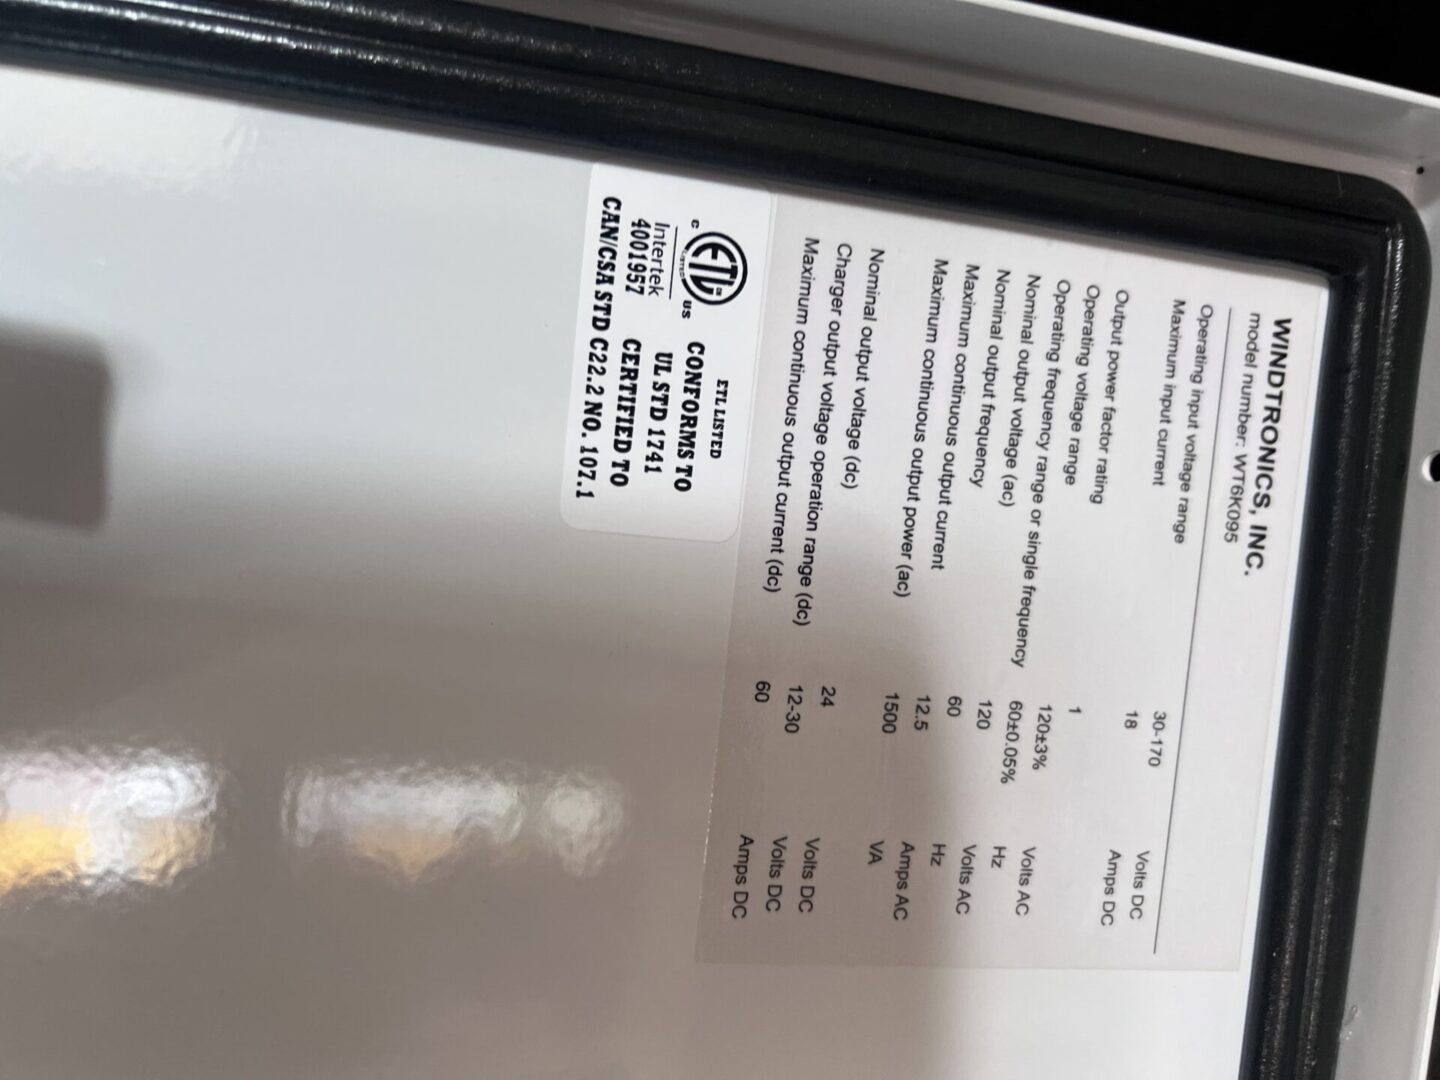 WINDTRONICS, INC.
model number: WT6K095
Operating input voltage range 30-170 Volts DC
Maximum input current 18 Amps DC
Output power factor rating 1
Operating voltage range 120±3% Volts AC
Operating frequency range or single frequency 60±0.05% Hz
Nominal output voltage (ac) 120 Volts AC
Nominal output frequency 60 Hz
Maximum continuous output current 12.5 Amps AC
Maximum continuous output power (ac) 1500 VA
Nominal output voltage (dc) 24 Volts DC
Charger output voltage operation range (dc) 12-30 Volts DC
Maximum continuous output current (dc) 60 Amps DC
ETL LISTED
CONFORMS TO
UL STD 1741
CERTIFIED TO
CAN/CSA STD C22.2 NO. 107.1
ETL
CM
LISTED
C US
Intertek
4001957